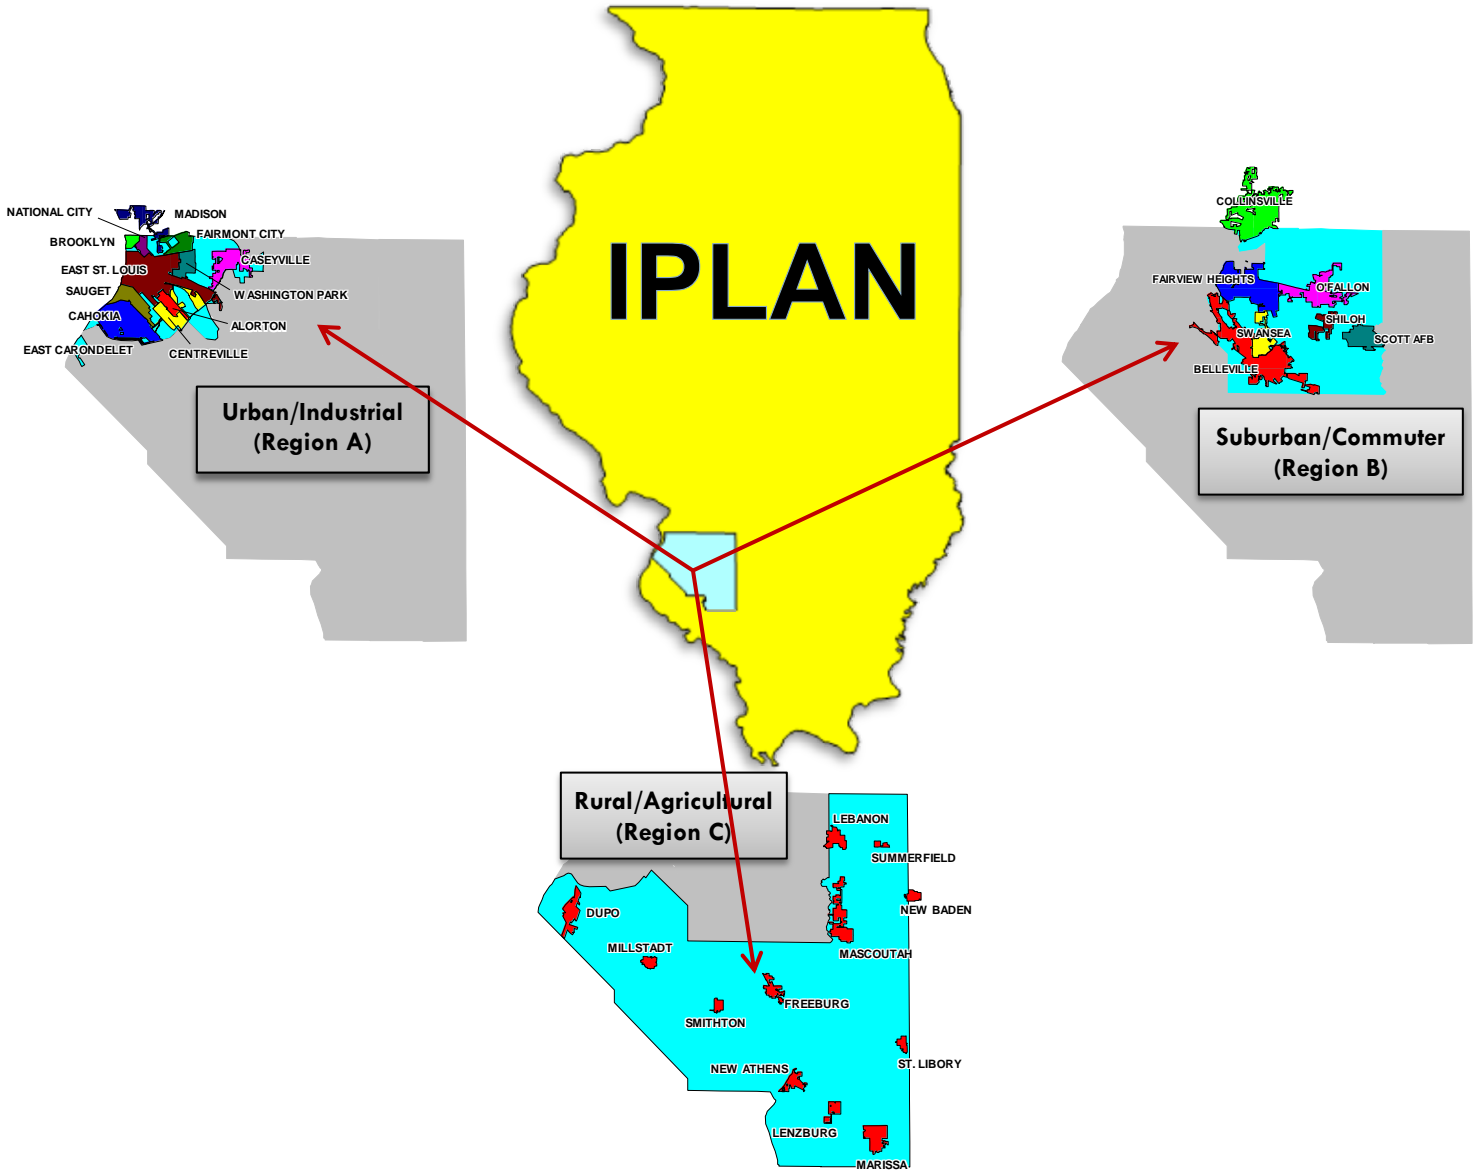 IPLAN
NATIONAL CITY
MADISON
BROOKLYN
FAIRMONT CITY
CASEYVILLE
EAST ST. LOUIS
SAUGET
WASHINGTON PARK
CAHOKIA
ALORTON
EAST CARONDELET
CENTREVILLE
Urban/Industrial
(Region A)
COLLINSVILLE
FAIRVIEW HEIGHTS
O'FALLON
SHILOH
SWANSEA
SCOTT AFB
BELLEVILLE
Suburban/Commuter
(Region B)
Rural/Agricultural
(Region C)
LEBANON
SUMMERFIELD
NEW BADEN
DUPO
MILLSTADT
MASCOUTAH
FREEBURG
SMITHTON
ST. LIBORY
NEW ATHENS
LENZBURG
MARISSA